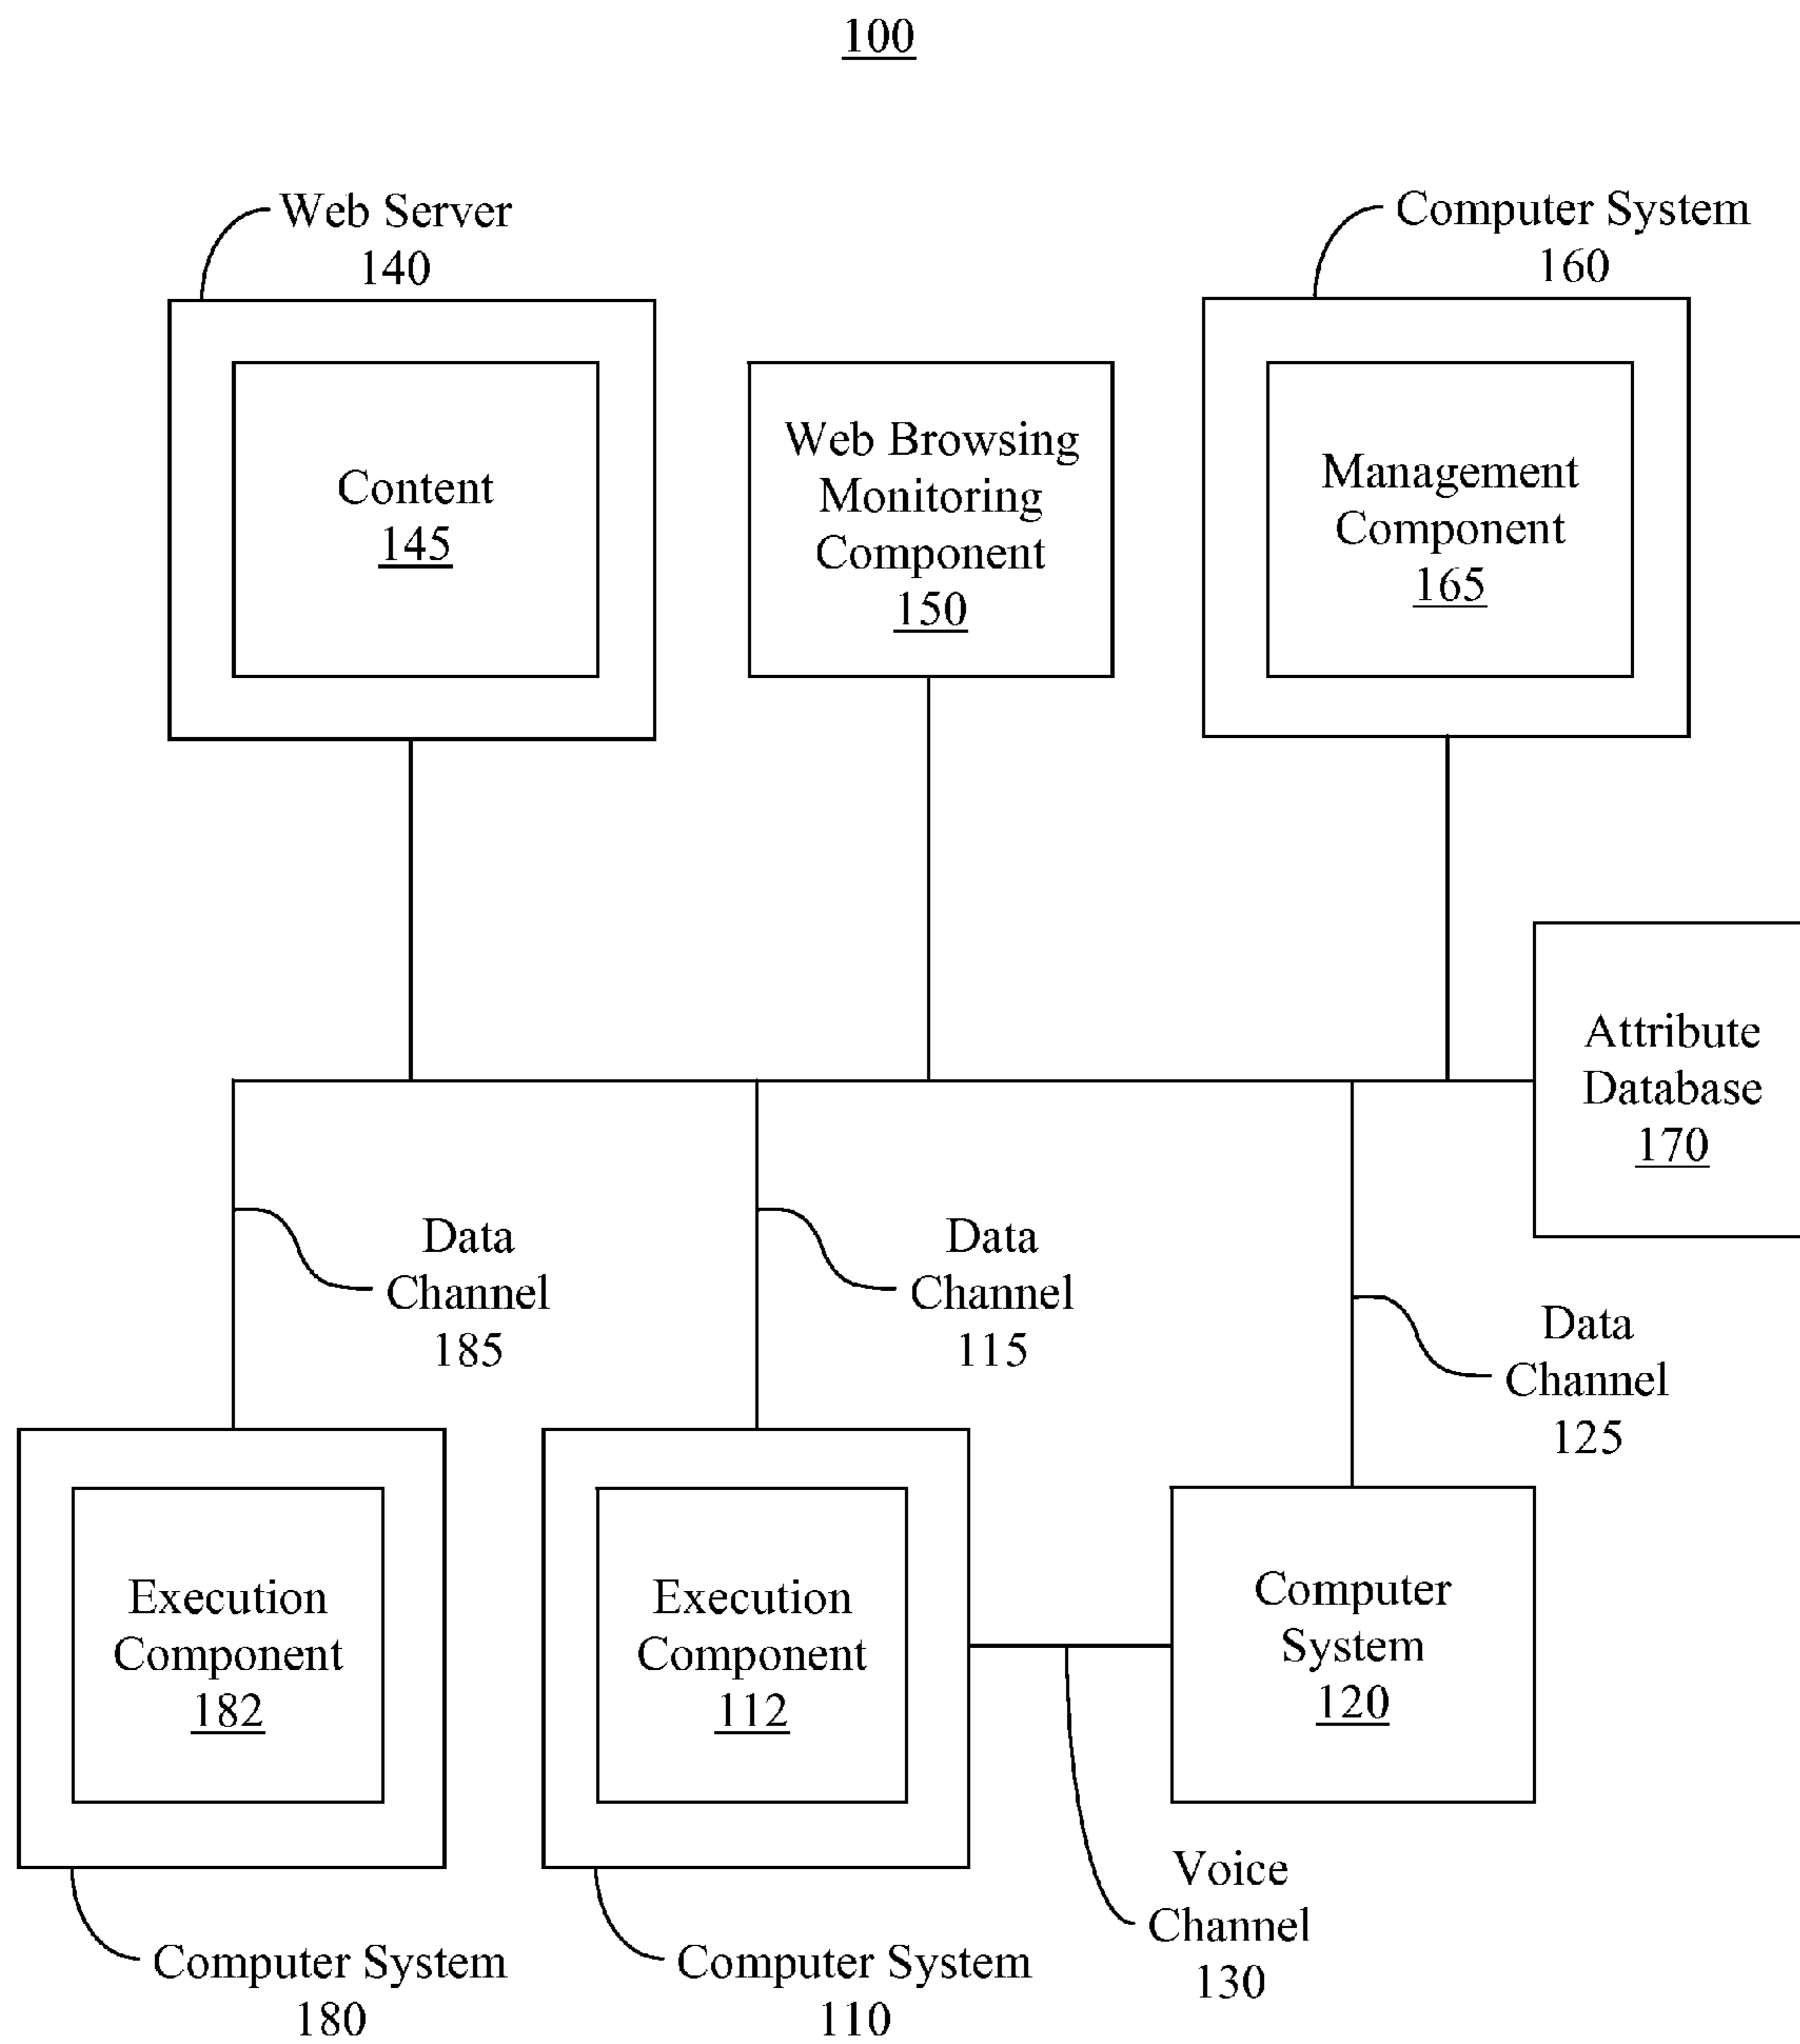 100
Web Server
140
Computer System
160
Content
145
Web Browsing
Monitoring
Component
150
Management
Component
165
Attribute
Database
170
Data
Channel
185
Data
Channel
115
Data
Channel
125
Execution
Component
182
Execution
Component
112
Computer
System
120
Voice
Channel
130
Computer System
180
Computer System
110